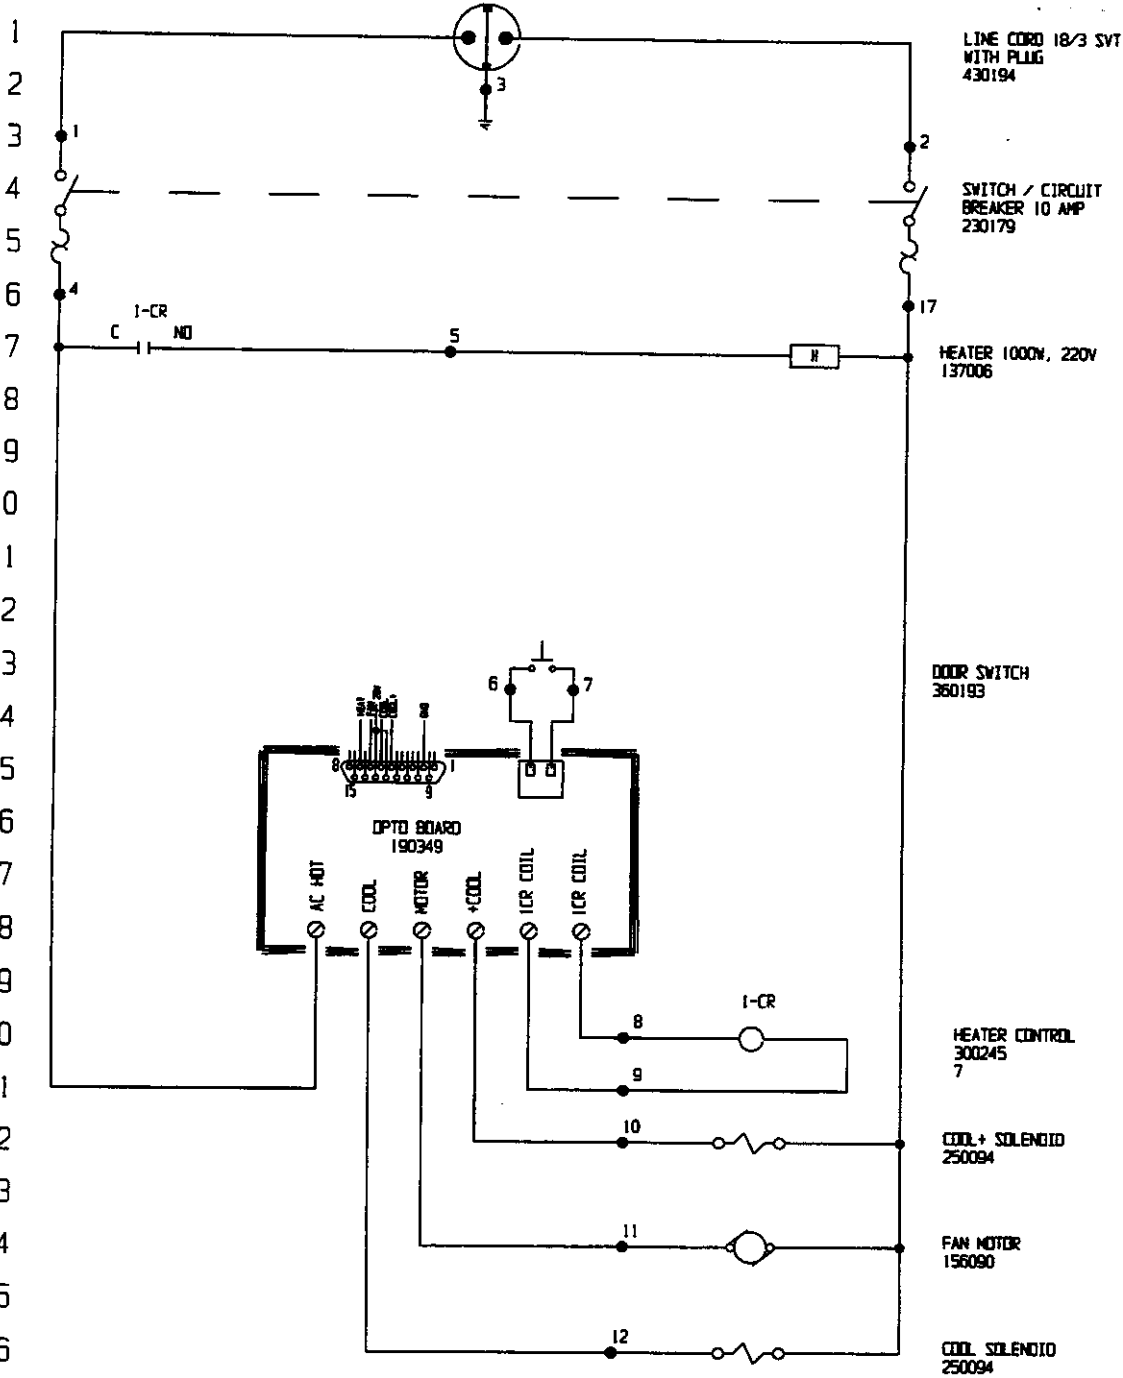 1
LINE CORD 18/3 SVT
WITH PLUG
430194
2
3
3
1
2
4
SWITCH / CIRCUIT
BREAKER 10 AMP
230179
5
6
4
17
1-CR
C
NO
7
5
H
HEATER 1000W, 220V
137006
8
9
0
1
2
3
DOOR SWITCH
360193
6
7
4
HEAT
GND
5
8
1
15
9
6
OPTO BOARD
190349
7
AC HOT
COOL
MOTOR
+COOL
1CR COIL
1CR COIL
8
9
1-CR
0
8
HEATER CONTROL
300245
7
1
9
2
10
COOL+ SOLENOID
250094
3
4
11
FAN MOTOR
156090
5
6
12
COOL SOLENOID
250094